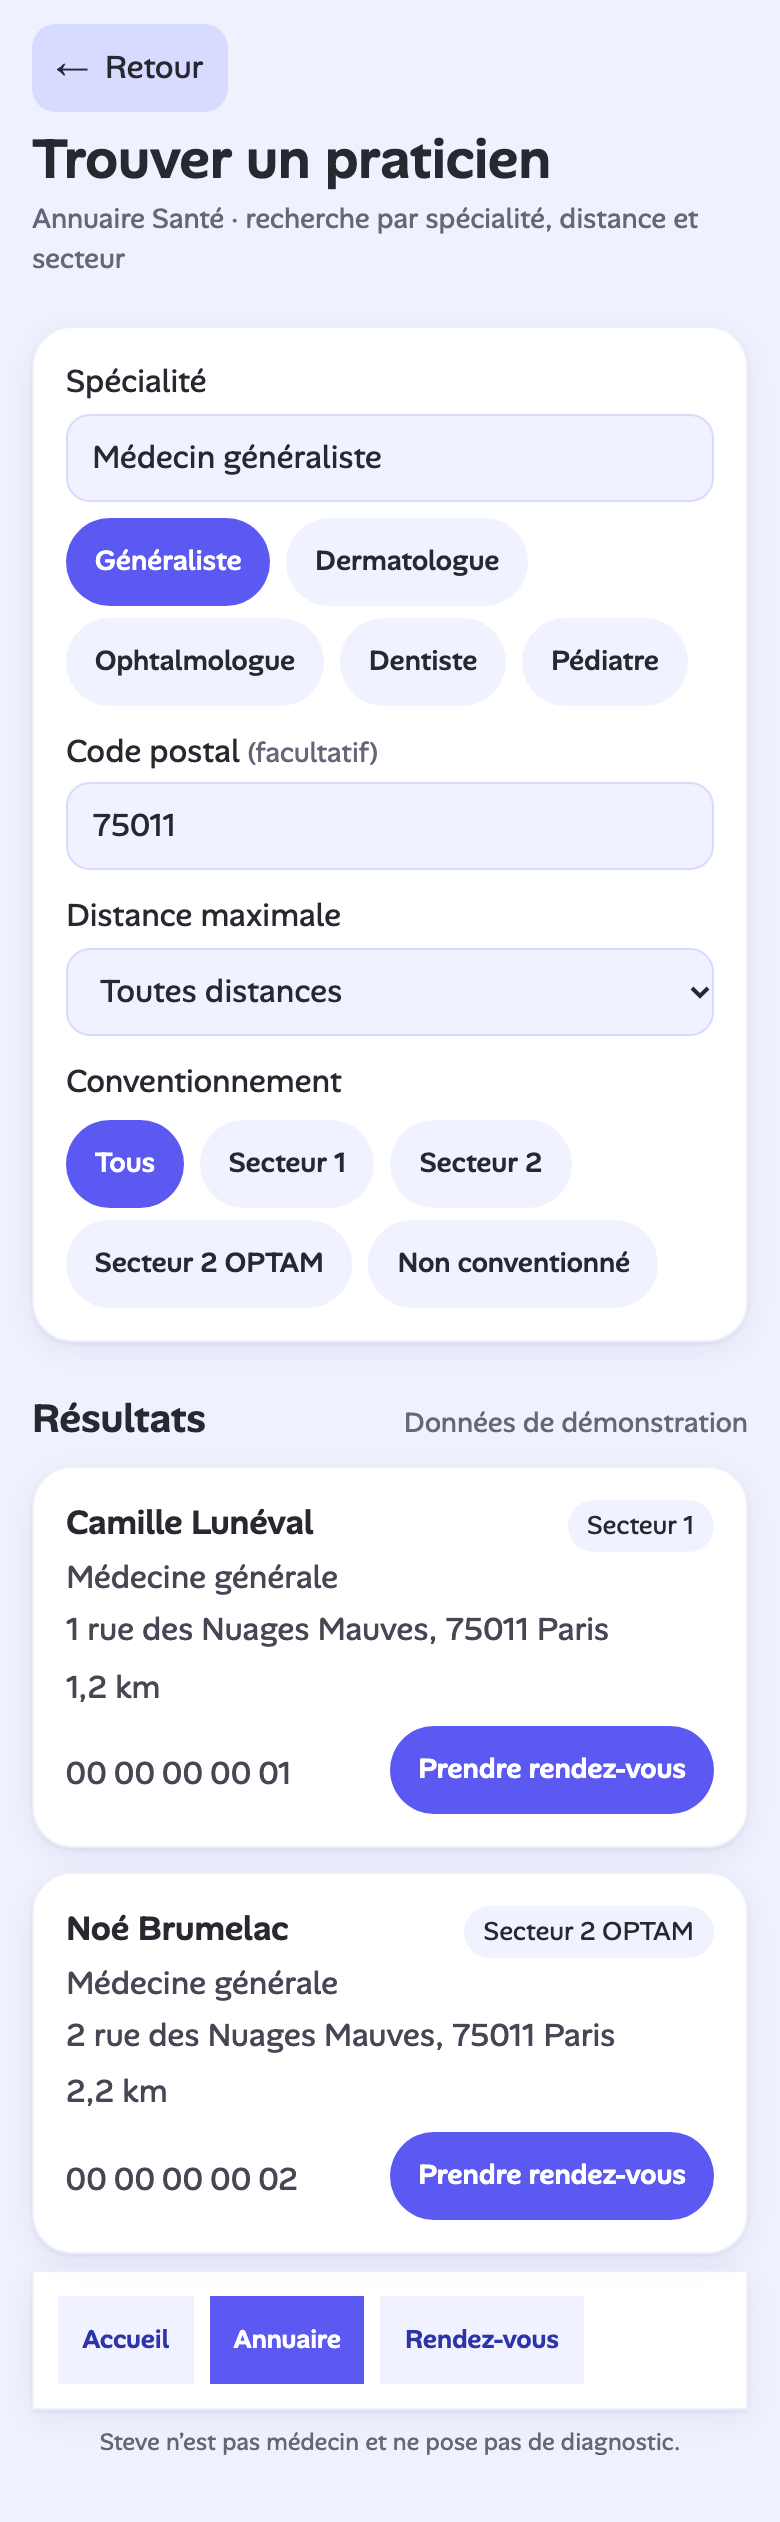 ← Retour
Trouver un praticien
Annuaire Santé · recherche par spécialité, distance et
secteur
Spécialité
Médecin généraliste
Généraliste
Dermatologue
Ophtalmologue
Dentiste
Pédiatre
Code postal (facultatif)
75011
Distance maximale
Toutes distances
Conventionnement
Tous
Secteur 1
Secteur 2
Secteur 2 OPTAM
Non conventionné
Résultats
Données de démonstration
Camille Lunéval
Secteur 1
Médecine générale
1 rue des Nuages Mauves, 75011 Paris
1,2 km
00 00 00 00 01
Prendre rendez-vous
Noé Brumelac
Secteur 2 OPTAM
Médecine générale
2 rue des Nuages Mauves, 75011 Paris
2,2 km
00 00 00 00 02
Prendre rendez-vous
Accueil
Annuaire
Rendez-vous
Steve n’est pas médecin et ne pose pas de diagnostic.